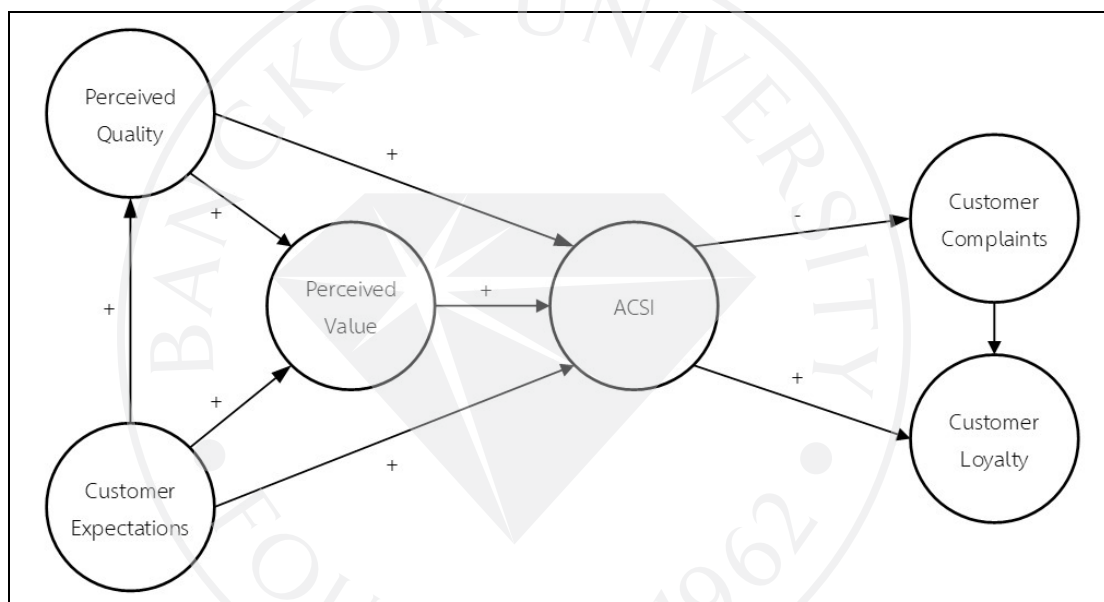 BANGKOK UNIVERSITY
Perceived
Quality
+
+
Customer
Complaints
-
Perceived
Value
+
ACSI
+
+
+
+
Customer
Loyalty
Customer
Expectations
1962